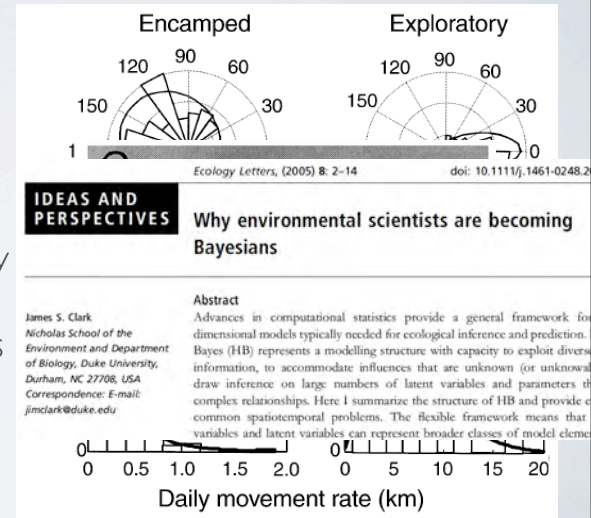 Encamped Exploratory
120 90 60 120 90 60
150 30 150 30
1 0
Ecology Letters, (2005) 8: 2–14 doi: 10.1111/j.1461-0248.20
IDEAS AND
PERSPECTIVES
Why environmental scientists are becoming
Bayesians
James S. Clark
Nicholas School of the
Environment and Department
of Biology, Duke University,
Durham, NC 27708, USA
Correspondence: E-mail:
jimclark@duke.edu
Abstract
Advances in computational statistics provide a general framework for
dimensional models typically needed for ecological inference and prediction.
Bayes (HB) represents a modelling structure with capacity to exploit
information, to accommodate influences that are unknown (or
draw inference on large numbers of latent variables and parameters
complex relationships. Here I summarize the structure of HB and provide
common spatiotemporal problems. The flexible framework means that
variables and latent variables can represent broader classes of model
0 0
0 0.5 1.0 1.5 2.0 0 5 10 15 20
Daily movement rate (km)